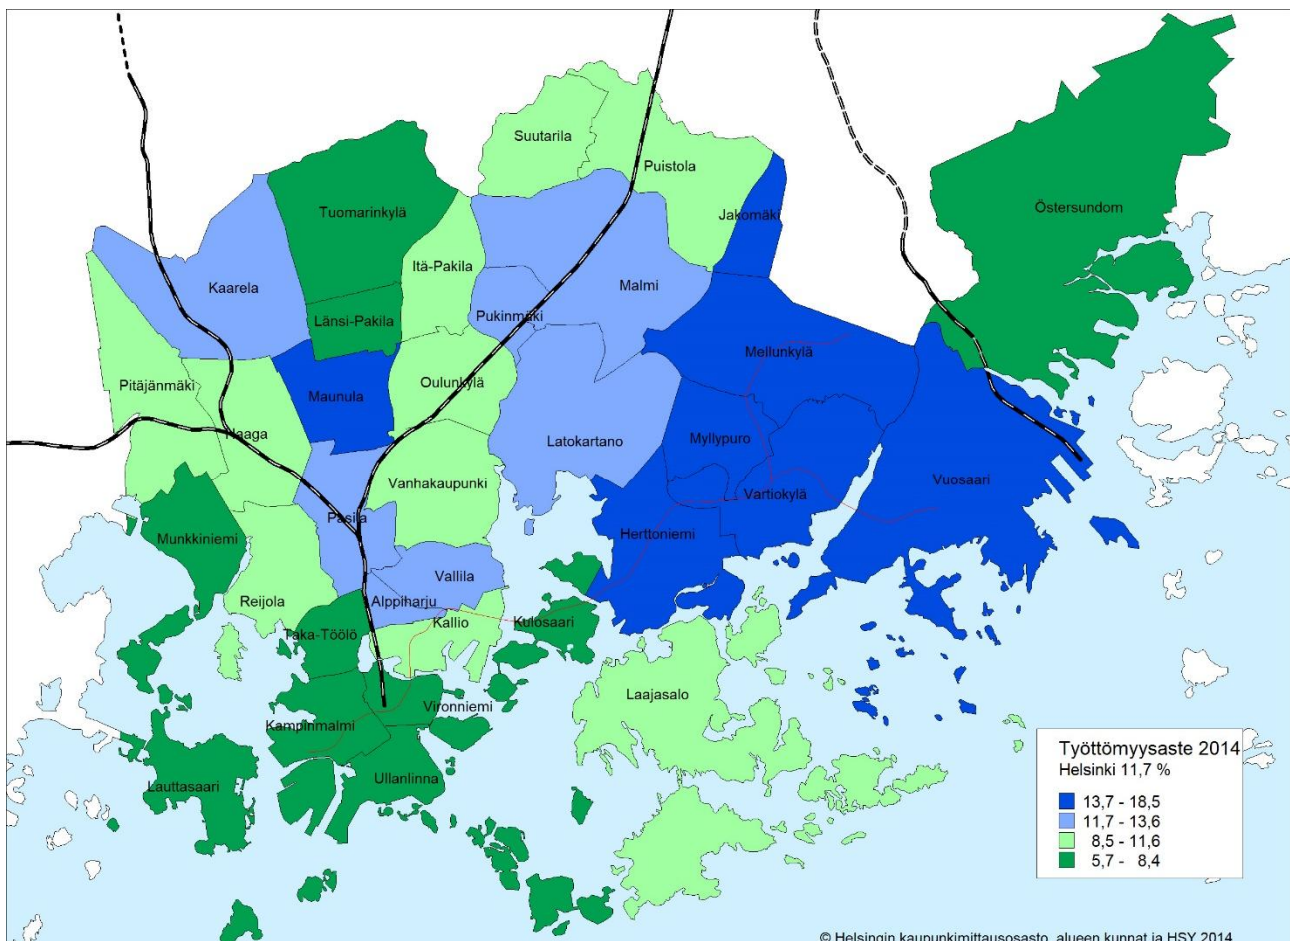 Suutarila
Puistola
Jakomäki
Östersundom
Tuomarinkylä
Itä-Pakila
Kaarela
Malmi
Pukinmäki
Länsi-Pakila
Mellunkylä
Pitäjänmäki
Maunula
Oulunkylä
Haaga
Latokartano
Myllypuro
Vanhakaupunki
Vuosaari
Vartiokylä
Pasila
Munkkiniemi
Herttoniemi
Vallila
Reijola
Alppiharju
Kallio
Kulosaari
Taka-Töölö
Laajasalo
Vironniemi
Kampinmalmi
Ullanlinna
Lauttasaari
Työttömyysaste 2014
Helsinki 11,7 %
13,7 - 18,5
11,7 - 13,6
8,5 - 11,6
5,7 - 8,4
© Helsingin kaupunkimittausosasto, alueen kunnat ja HSY 2014